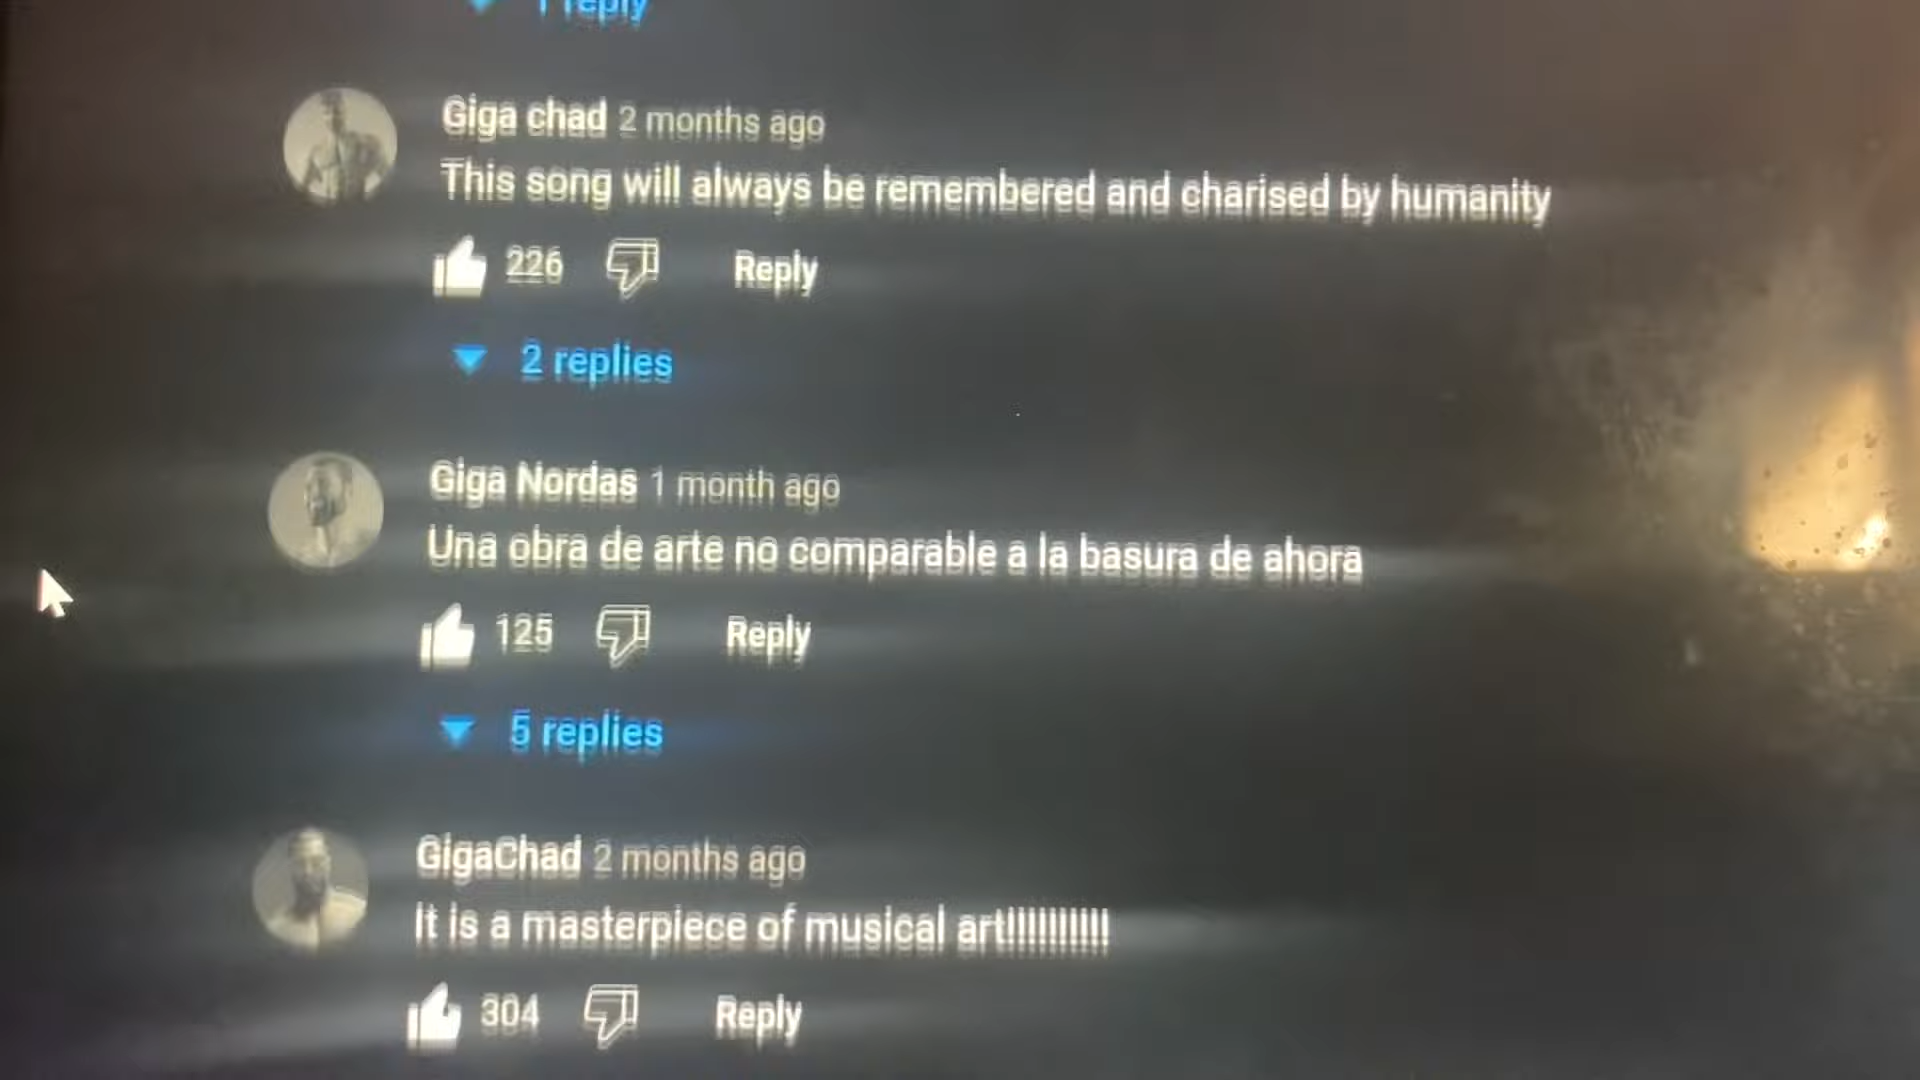 1 reply
Giga chad 2 months ago
This song will always be remembered and charised by humanity
226 Reply
2 replies
Giga Nordas 1 month ago
Una obra de arte no comparable a la basura de ahora
125 Reply
5 replies
GigaChad 2 months ago
It is a masterpiece of musical art!!!!!!!!!!!
304 Reply